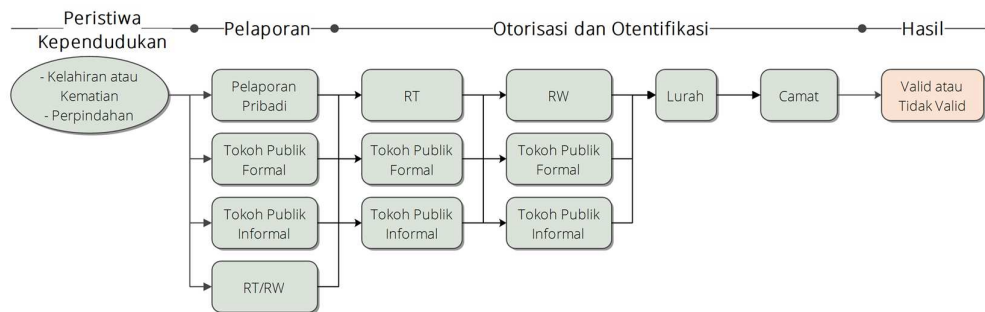 Peristiwa
Kependudukan
Pelaporan
Otorisasi dan Otentifikasi
Hasil
- Kelahiran atau
Kematian
- Perpindahan
Pelaporan
Pribadi
RT
RW
Lurah
Camat
Valid atau
Tidak Valid
Tokoh Publik
Formal
Tokoh Publik
Formal
Tokoh Publik
Formal
Tokoh Publik
Informal
Tokoh Publik
Informal
Tokoh Publik
Informal
RT/RW